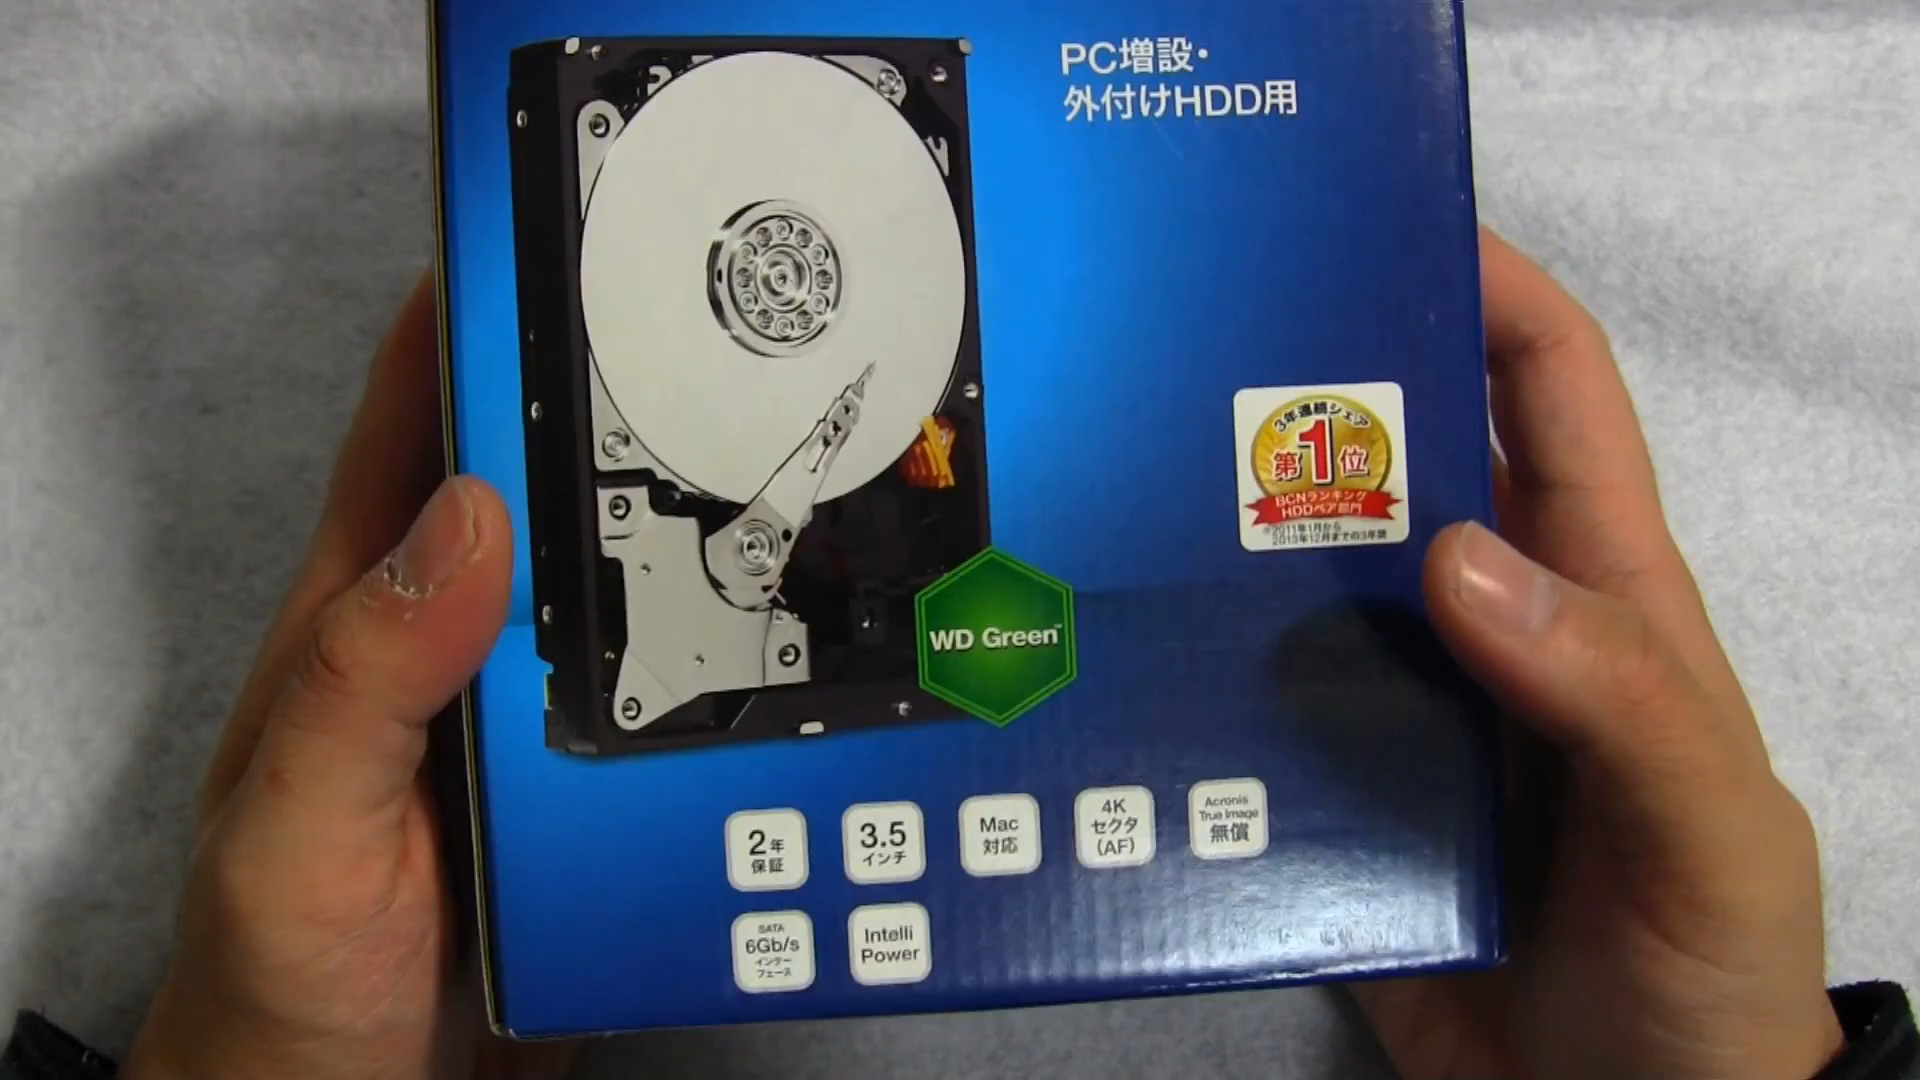 PC増設・
外付けHDD用
3年連続シェア
第1位
BCNランキング
HDDベア部門
※2011年1月から
2013年12月までの3年間
WD Green™
2年
保証
3.5
インチ
Mac
対応
4K
セクタ
(AF)
Acronis
True Image
無償
SATA
6Gb/s
インター
フェース
Intelli
Power